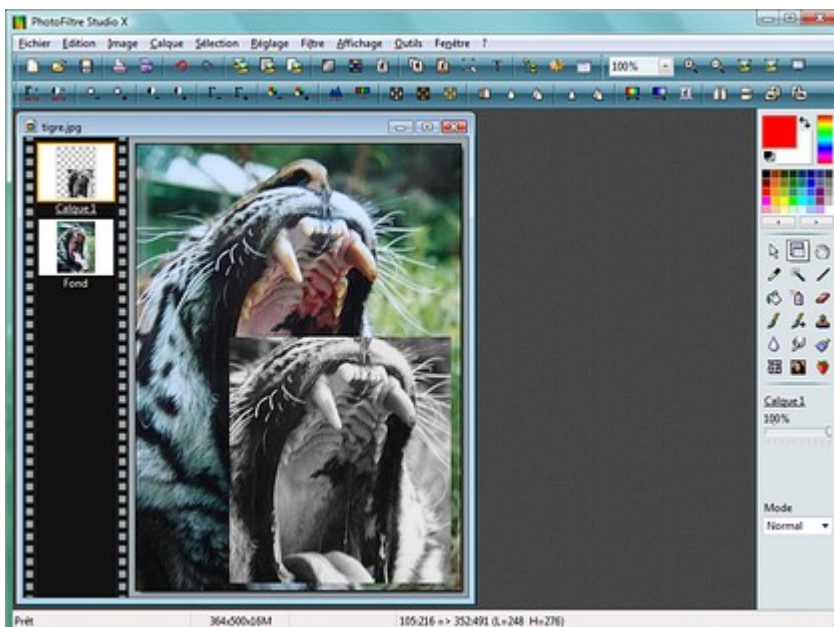 PhotoFiltre Studio X
Fichier Edition Image Calque Sélection Réglage Filtre Affichage Outils Fenêtre ?
100%
tigre.jpg
Calque 1
Fond
Calque 1
100%
Mode
Normal
Prêt 364x500x16M 105:216 => 352:491 (L=248 H=276)